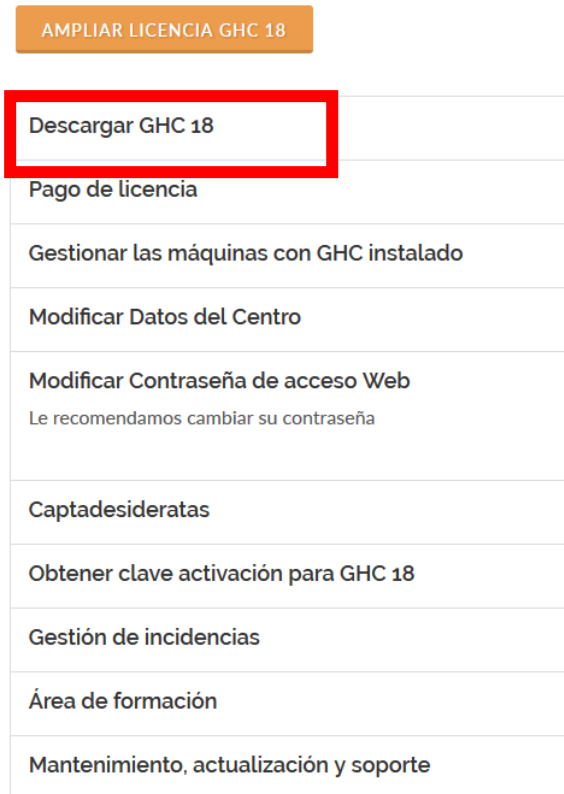 AMPLIAR LICENCIA GHC 18
Descargar GHC 18
Pago de licencia
Gestionar las máquinas con GHC instalado
Modificar Datos del Centro
Modificar Contraseña de acceso Web
Le recomendamos cambiar su contraseña
Captadesideratas
Obtener clave activación para GHC 18
Gestión de incidencias
Área de formación
Mantenimiento, actualización y soporte